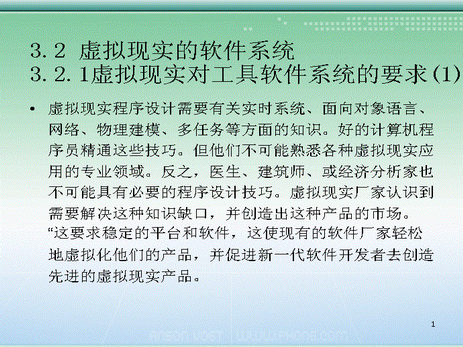 3.2 虚拟现实的软件系统
3.2.1虚拟现实对工具软件系统的要求(1)
• 虚拟现实程序设计需要有关实时系统、面向对象语言、
网络、物理建模、多任务等方面的知识。好的计算机程
序员精通这些技巧。但他们不可能熟悉各种虚拟现实应
用的专业领域。反之，医生、建筑师、或经济分析家也
不可能具有必要的程序设计技巧。虚拟现实厂家认识到
需要解决这种知识缺口，并创造出这种产品的市场。
“这要求稳定的平台和软件，这使现有的软件厂家轻松
地虚拟化他们的产品，并促进新一代软件开发者去创造
先进的虚拟现实产品。
1